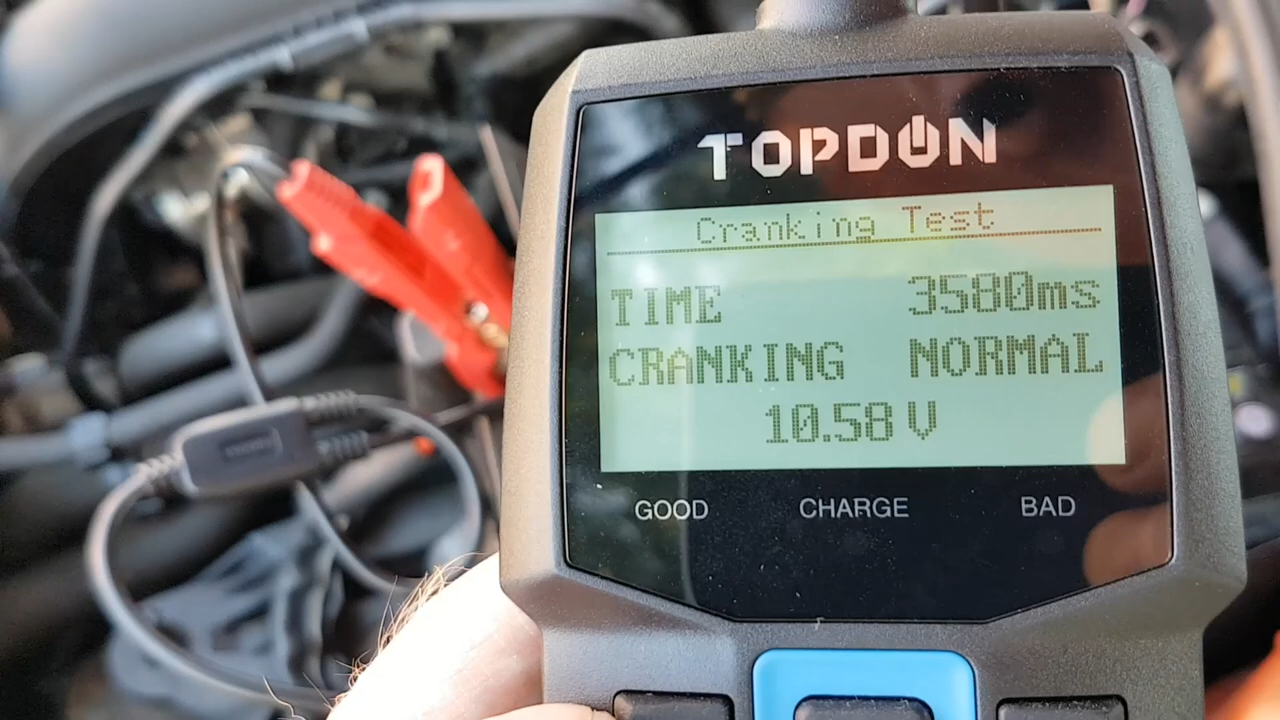 TOPDON
Cranking Test
TIME 3580ms
CRANKING NORMAL
10.58 V
GOOD CHARGE BAD